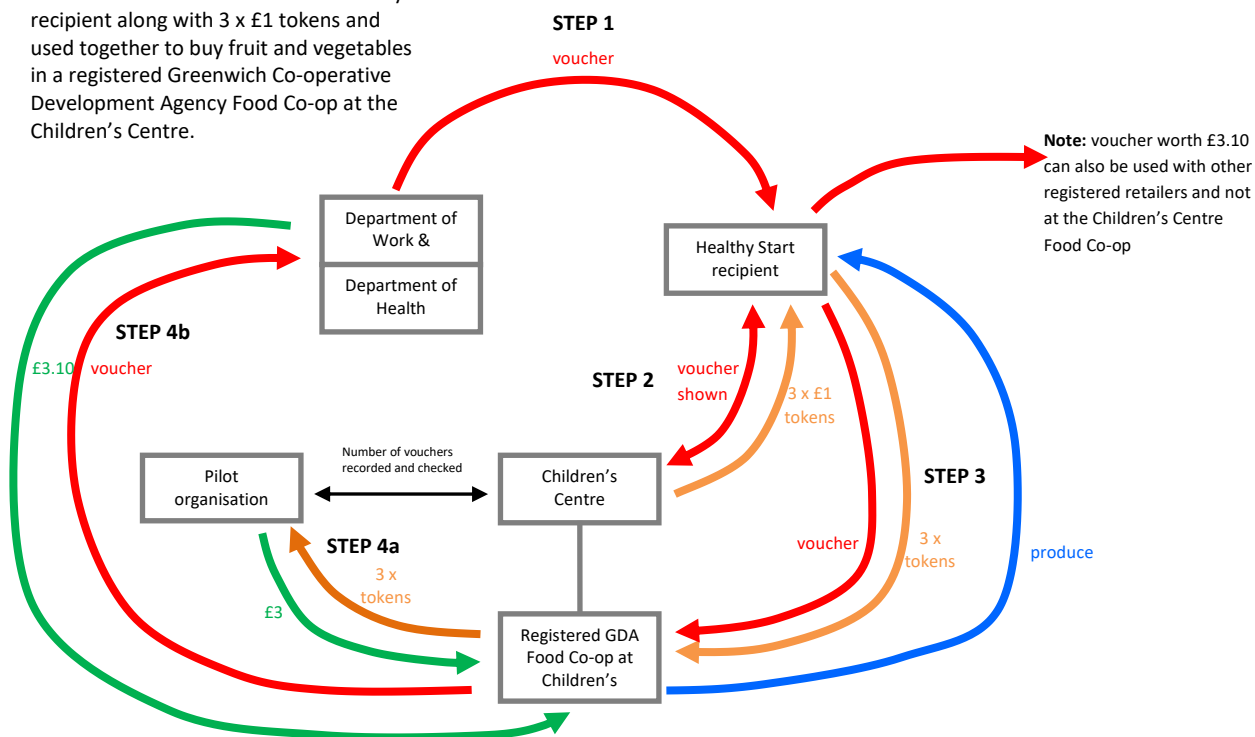 recipient along with 3 x £1 tokens and
used together to buy fruit and vegetables
in a registered Greenwich Co-operative
Development Agency Food Co-op at the
Children’s Centre.
STEP 1
voucher
Note: voucher worth £3.10
can also be used with other
registered retailers and not
at the Children’s Centre
Food Co-op
Department of
Work &
Department of
Health
Healthy Start
recipient
STEP 4b
£3.10
voucher
STEP 2
voucher
shown
3 x £1
tokens
Number of vouchers
recorded and checked
Pilot
organisation
Children’s
Centre
STEP 3
STEP 4a
3 x
tokens
£3
voucher
3 x
tokens
produce
Registered GDA
Food Co-op at
Children’s